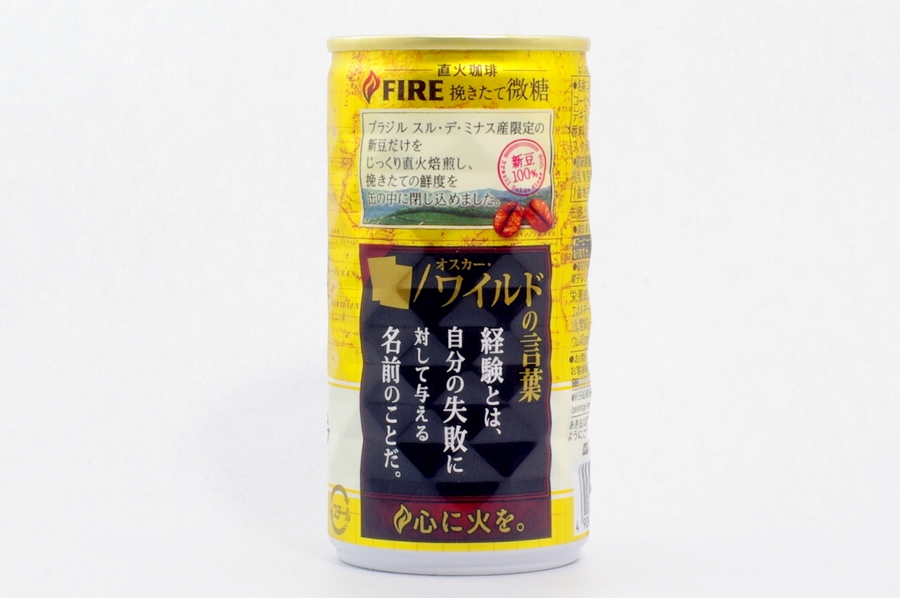 直火珈琲
FIRE 挽きたて微糖
ブラジル スル・デ・ミナス産限定の
新豆だけを
じっくり直火焙煎し、
挽きたての鮮度を
缶の中に閉じ込めました。
新豆
100%
オスカー・
ワイルド
の言葉
経験とは、
自分の失敗に
対して与える
名前のことだ。
心に火を。
スチール